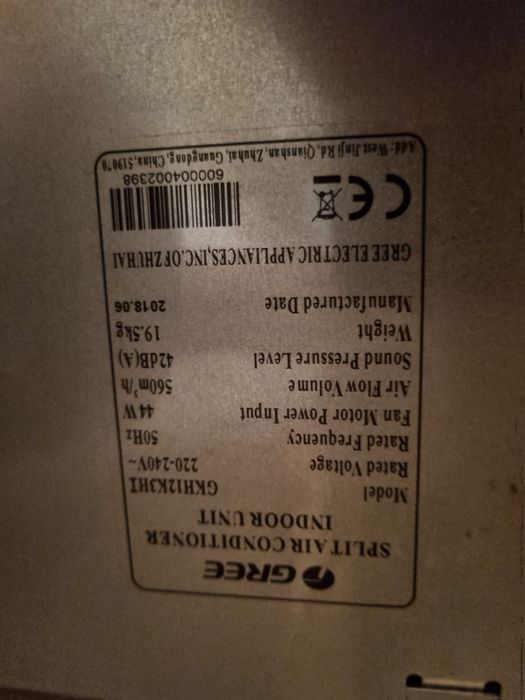 GREE
SPLIT AIR CONDITIONER
INDOOR UNIT
Model GKH12K3HI
Rated Voltage 220-240V~
Rated Frequency 50Hz
Fan Motor Power Input 44 W
Air Flow Volume 560m³/h
Sound Pressure Level 42dB(A)
Weight 19.5kg
Manufactured Date 2018.06
GREE ELECTRIC APPLIANCES,INC.OF ZHUHAI
CE
600004002398
Add: West Jinji Rd, Qianshan, Zhuhai, Guangdong, China, 519070